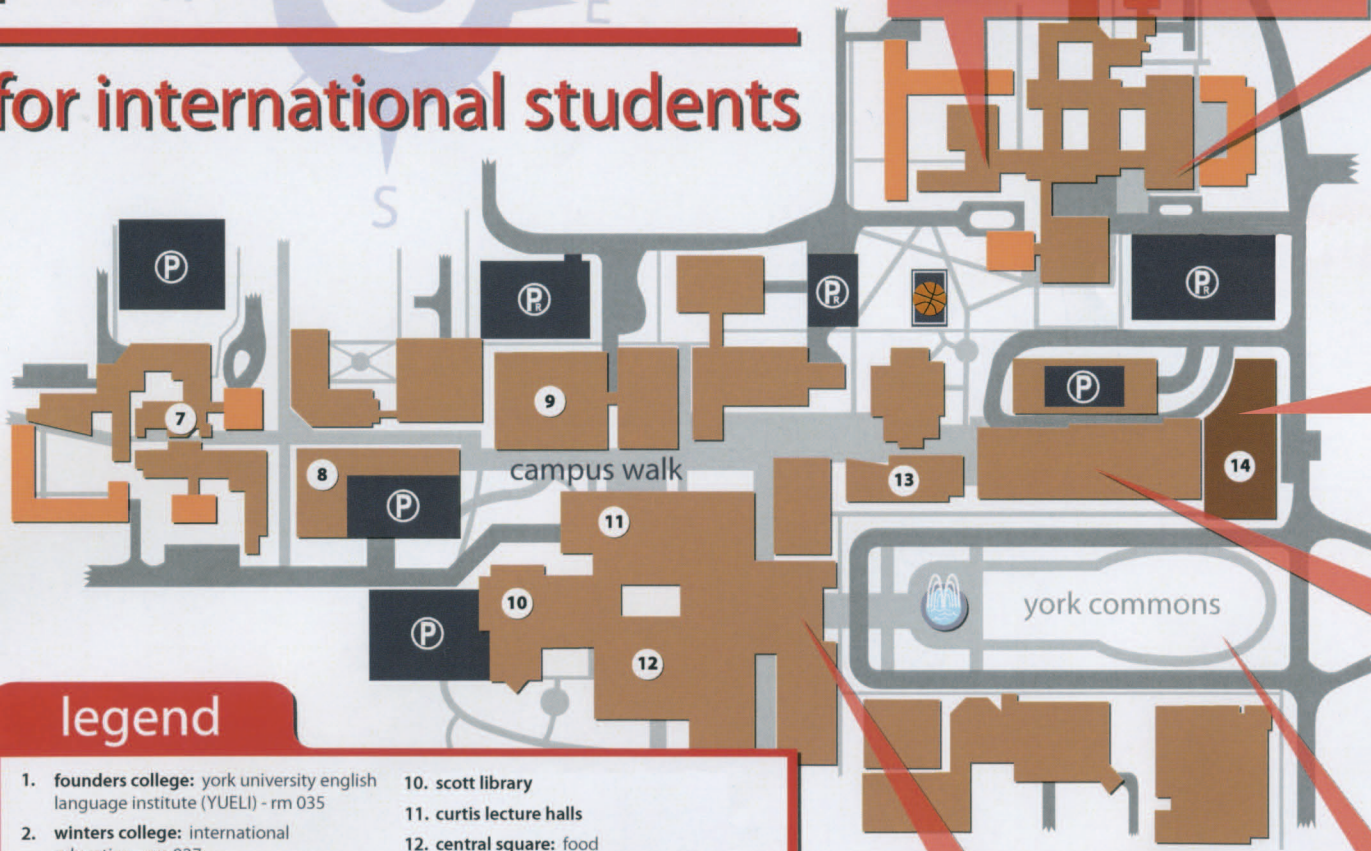 E
for international students
S
P
P
R
P
R
P
R
P
7
9
8
campus walk
P
13
14
11
10
york commons
P
12
legend
1. founders college: york university english
language institute (YUELI) - rm 035
2. winters college: international
10. scott library
11. curtis lecture halls
12. central square: food